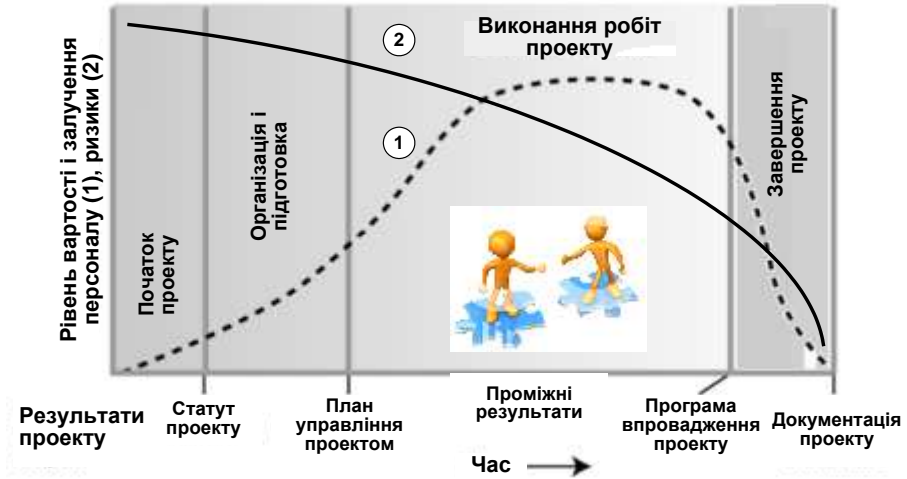 Рівень вартості і залучення
персоналу (1), ризики (2)
Початок
проекту
Організація і
підготовка
2
1
Виконання робіт
проекту
Завершення
проекту
Результати
проекту
Статут
проекту
План
управління
проектом
Проміжні
результати
Програма
впровадження
проекту
Документація
проекту
Час